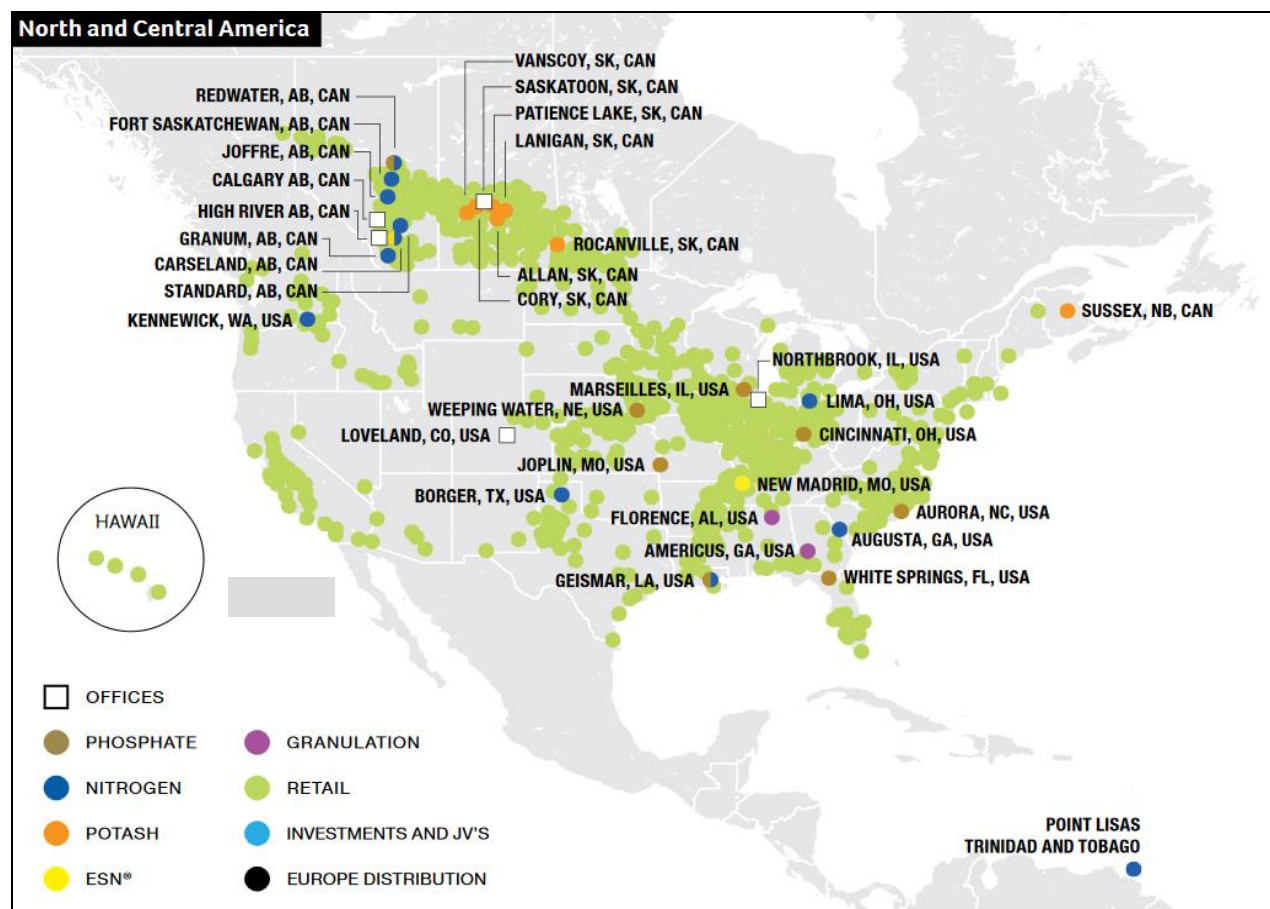 North and Central America
VANSCOY, SK, CAN
SASKATOON, SK, CAN
PATIENCE LAKE, SK, CAN
LANIGAN, SK, CAN
REDWATER, AB, CAN
FORT SASKATCHEWAN, AB, CAN
JOFFRE, AB, CAN
CALGARY AB, CAN
HIGH RIVER AB, CAN
GRANUM, AB, CAN
CARSELAND, AB, CAN
STANDARD, AB, CAN
KENNEWICK, WA, USA
ROCANVILLE, SK, CAN
ALLAN, SK, CAN
CORY, SK, CAN
SUSSEX, NB, CAN
NORTHBROOK, IL, USA
MARSEILLES, IL, USA
WEEPING WATER, NE, USA
LIMA, OH, USA
LOVELAND, CO, USA
CINCINNATI, OH, USA
JOPLIN, MO, USA
NEW MADRID, MO, USA
BORGER, TX, USA
FLORENCE, AL, USA
AURORA, NC, USA
AUGUSTA, GA, USA
AMERICUS, GA, USA
GEISMAR, LA, USA
WHITE SPRINGS, FL, USA
HAWAII
OFFICES
PHOSPHATE
GRANULATION
NITROGEN
RETAIL
POTASH
INVESTMENTS AND JV'S
ESN®
EUROPE DISTRIBUTION
POINT LISAS
TRINIDAD AND TOBAGO